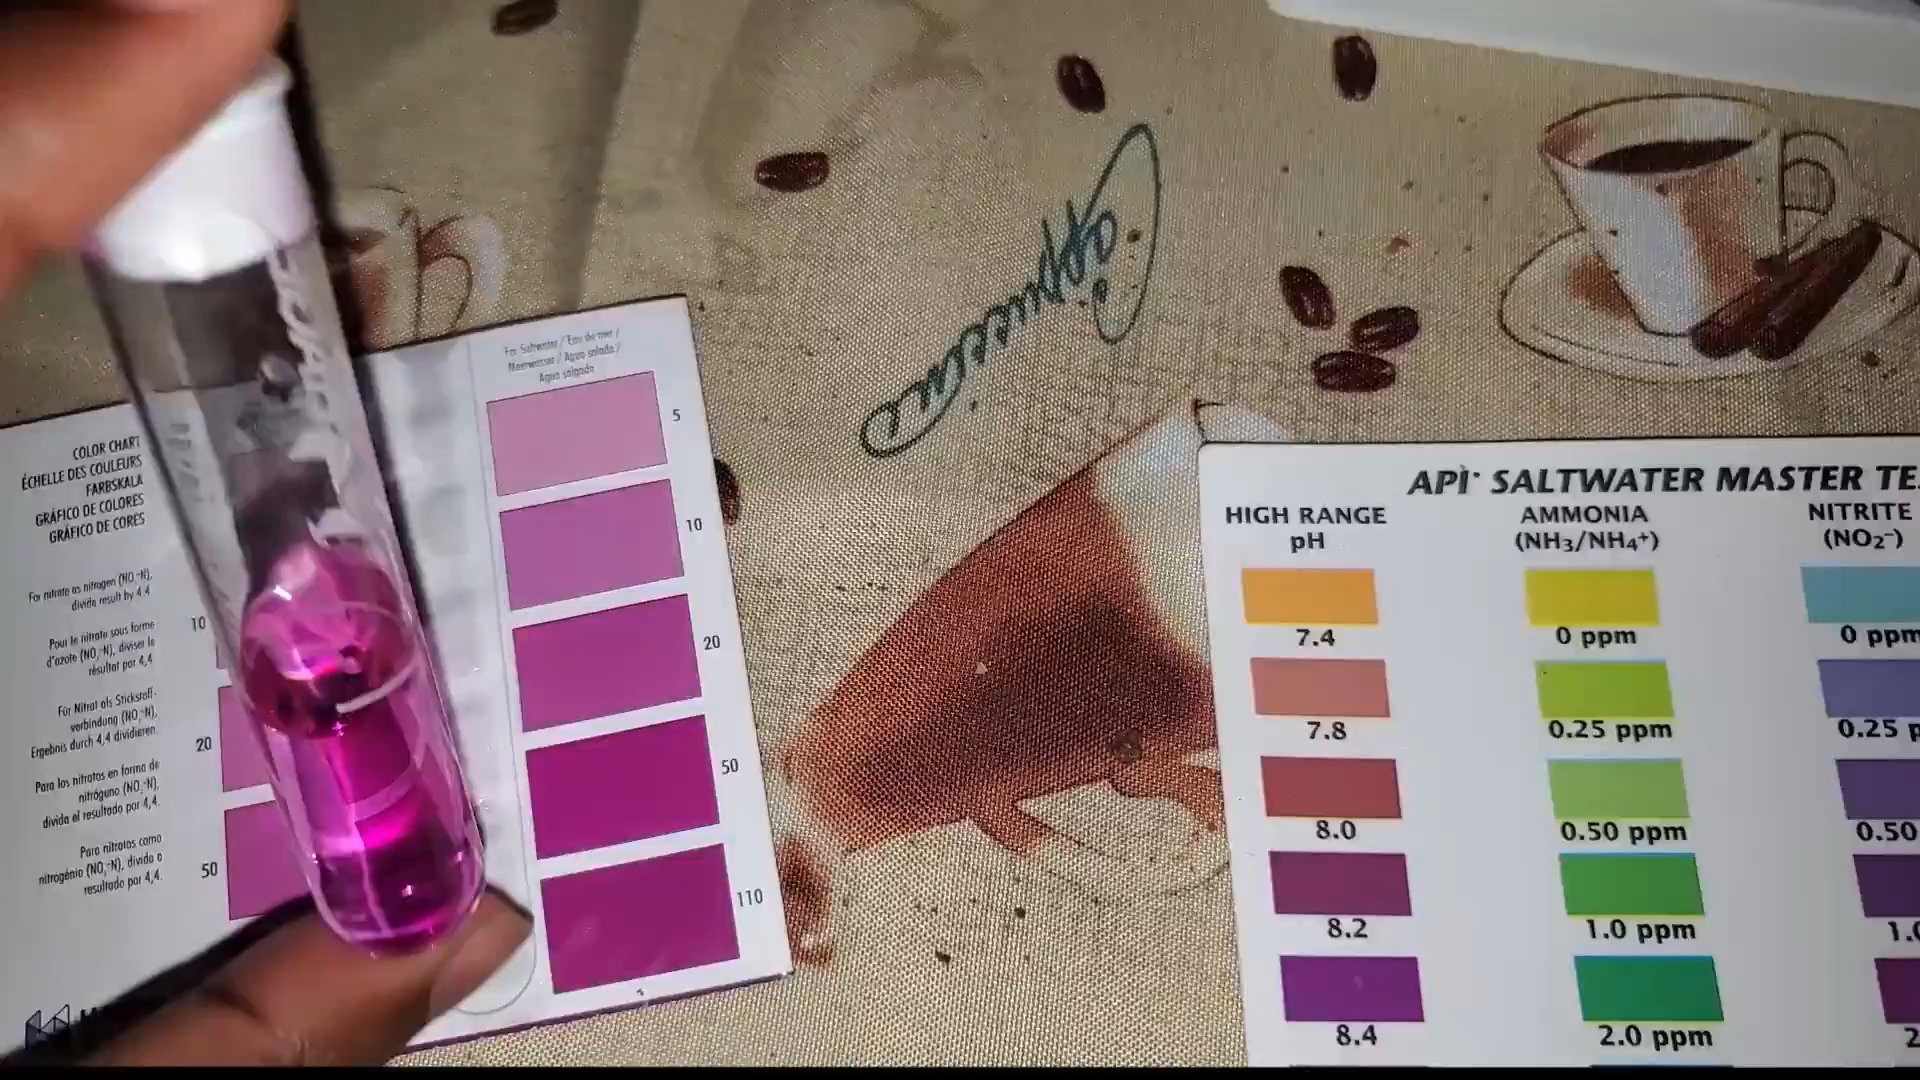 Cappuccino
For Saltwater / Eau de mer /
Meerwasser / Agua salada /
Agua salgada
5
10
20
50
110
COLOR CHART
ÉCHELLE DES COULEURS
FARBSKALA
GRÁFICO DE COLORES
GRÁFICO DE CORES
For nitrate as nitrogen (NO₃⁻-N),
divide result by 4.4
Pour le nitrate sous forme
d'azote (NO₃⁻-N), diviser le
résultat par 4,4
Für Nitrat als Stickstoff-
verbindung (NO₃⁻-N),
Ergebnis durch 4,4 dividieren.
Para los nitratos en forma de
nitrógeno (NO₃⁻-N),
divida el resultado por 4,4.
Para nitratos como
nitrogénio (NO₃⁻-N), divida o
resultado por 4,4.
10
20
50
API SALTWATER MASTER
HIGH RANGE
pH
7.4
7.8
8.0
8.2
8.4
AMMONIA
(NH₃/NH₄⁺)
0 ppm
0.25 ppm
0.50 ppm
1.0 ppm
2.0 ppm
NITRITE
(NO₂⁻)
0 ppm
0.25
0.50